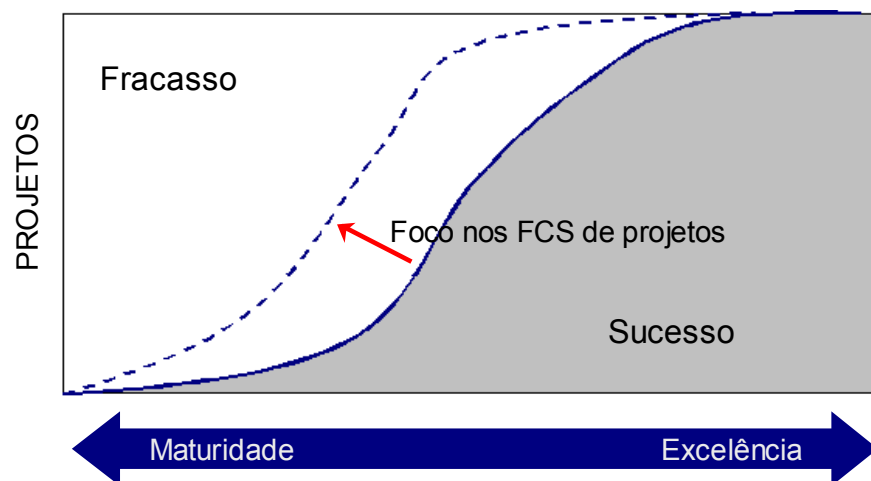 Fracasso
PROJETOS
Foco nos FCS de projetos
Sucesso
Maturidade
Excelência